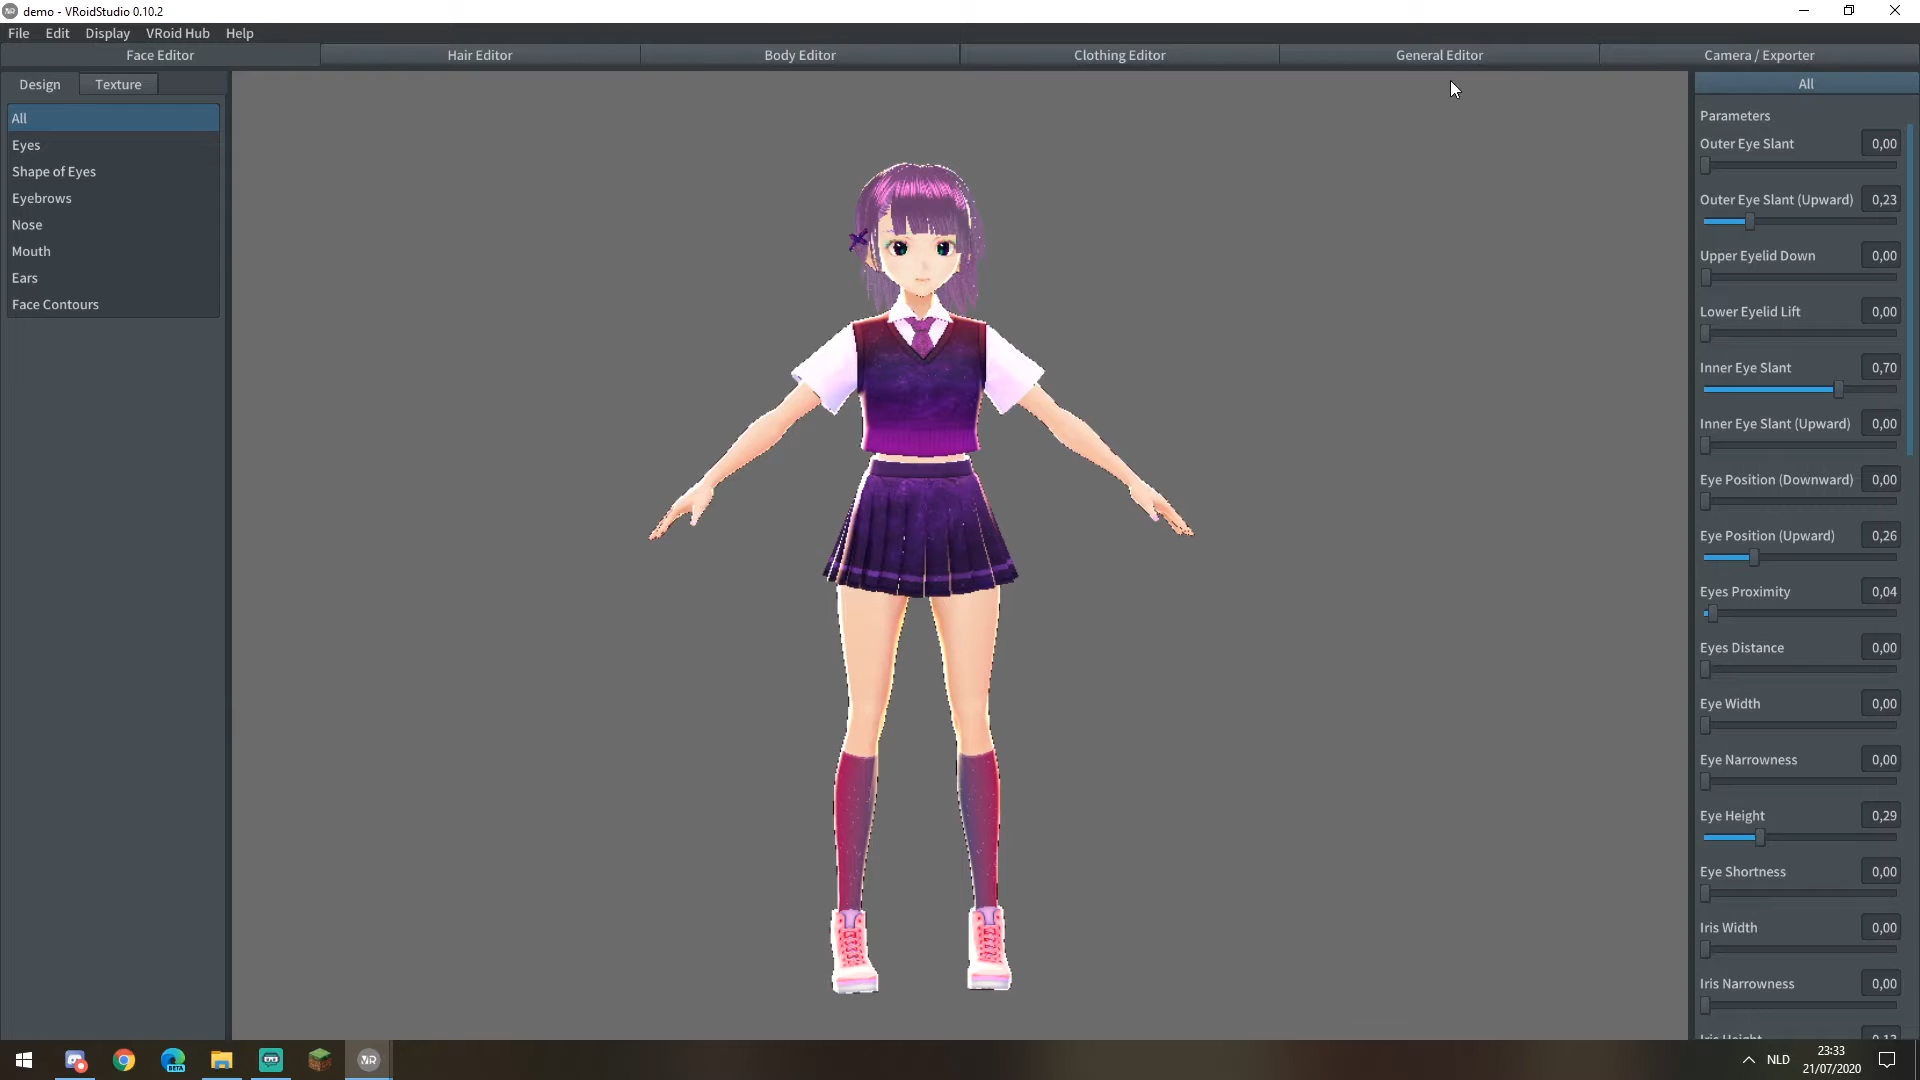 demo - VRoidStudio 0.10.2
File Edit Display VRoid Hub Help
Face Editor Hair Editor Body Editor Clothing Editor General Editor Camera / Exporter
Design Texture
All
Eyes
Shape of Eyes
Eyebrows
Nose
Mouth
Ears
Face Contours
All
Parameters
Outer Eye Slant 0,00
Outer Eye Slant (Upward) 0,23
Upper Eyelid Down 0,00
Lower Eyelid Lift 0,00
Inner Eye Slant 0,70
Inner Eye Slant (Upward) 0,00
Eye Position (Downward) 0,00
Eye Position (Upward) 0,26
Eyes Proximity 0,04
Eyes Distance 0,00
Eye Width 0,00
Eye Narrowness 0,00
Eye Height 0,29
Eye Shortness 0,00
Iris Width 0,00
Iris Narrowness 0,00
Iris Height 0,13
BETA
VR
NLD
23:33
21/07/2020